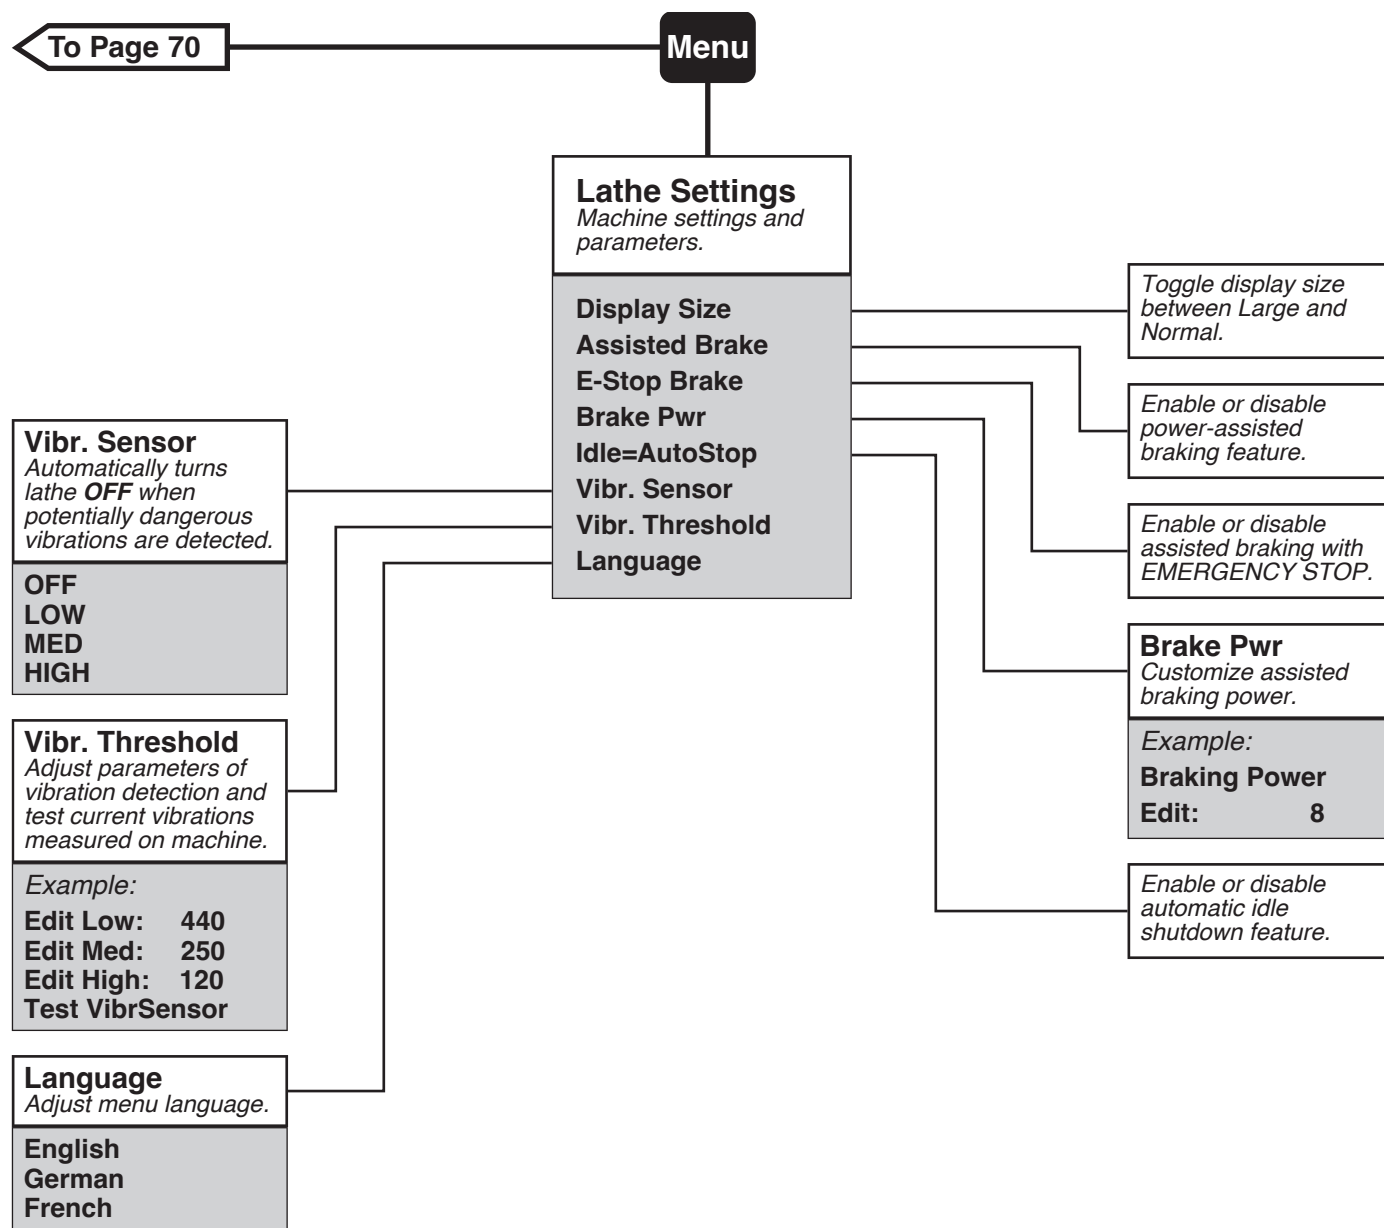 To Page 70
Menu
Lathe Settings
Machine settings and
parameters.
Display Size
Assisted Brake
E-Stop Brake
Brake Pwr
Idle=AutoStop
Vibr. Sensor
Vibr. Threshold
Language
Toggle display size
between Large and
Normal.
Enable or disable
power-assisted
braking feature.
Enable or disable
assisted braking with
EMERGENCY STOP.
Brake Pwr
Customize assisted
braking power.
Example:
Braking Power
Edit: 8
Enable or disable
automatic idle
shutdown feature.
Vibr. Sensor
Automatically turns
lathe OFF when
potentially dangerous
vibrations are detected.
OFF
LOW
MED
HIGH
Vibr. Threshold
Adjust parameters of
vibration detection and
test current vibrations
measured on machine.
Example:
Edit Low: 440
Edit Med: 250
Edit High: 120
Test VibrSensor
Language
Adjust menu language.
English
German
French